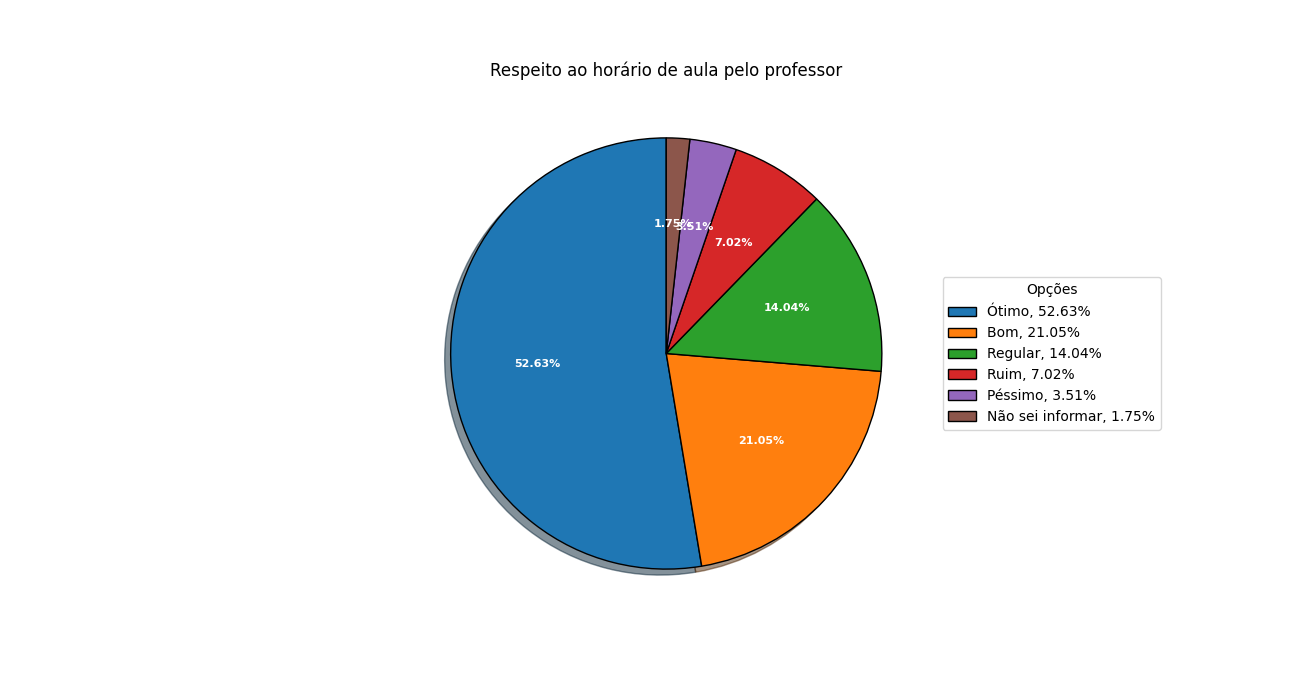 Respeito ao horário de aula pelo professor
1.75%
3.51%
7.02%
14.04%
52.63%
21.05%
Opções
Ótimo, 52.63%
Bom, 21.05%
Regular, 14.04%
Ruim, 7.02%
Péssimo, 3.51%
Não sei informar, 1.75%